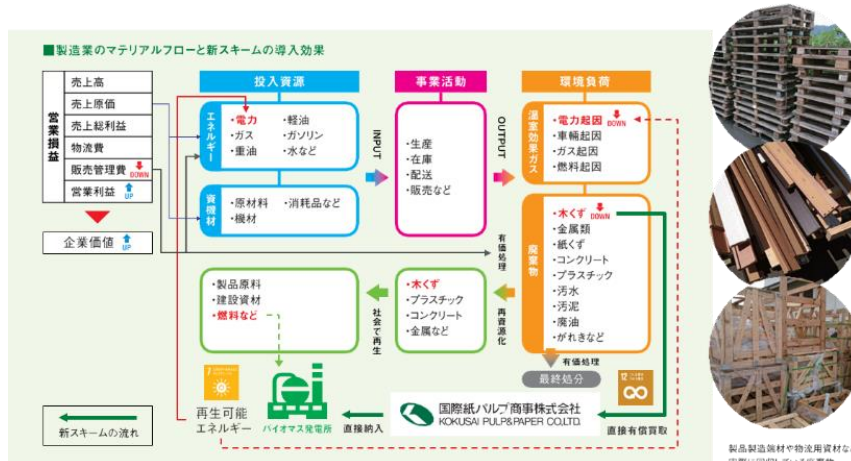 ■製造業のマテリアルフローと新スキームの導入効果
営業損益
売上高
売上原価
売上総利益
物流費
販売管理費
DOWN
営業利益
UP
企業価値
UP
投入資源
エネルギー
・電力
・軽油
・ガス
・ガソリン
・重油
・水など
資機材
・原材料
・消耗品など
・機材
INPUT
事業活動
・生産
・在庫
・配送
・販売など
OUTPUT
環境負荷
温室効果ガス
・電力起因
DOWN
・車輛起因
・ガス起因
・燃料起因
廃棄物
・木くず
DOWN
・金属類
・紙くず
・コンクリート
・プラスチック
・汚水
・汚泥
・廃油
・がれきなど
有価処理
・製品原料
・建設資材
・燃料など
社会で再生
・木くず
・プラスチック
・コンクリート
・金属など
再資源化
有価処理
最終処分
7
再生可能
エネルギー
バイオマス発電所
直接納入
国際紙パルプ商事株式会社
KOKUSAI PULP&PAPER CO.,LTD.
12
直接有償買取
新スキームの流れ
製品製造端材や物流用資材な